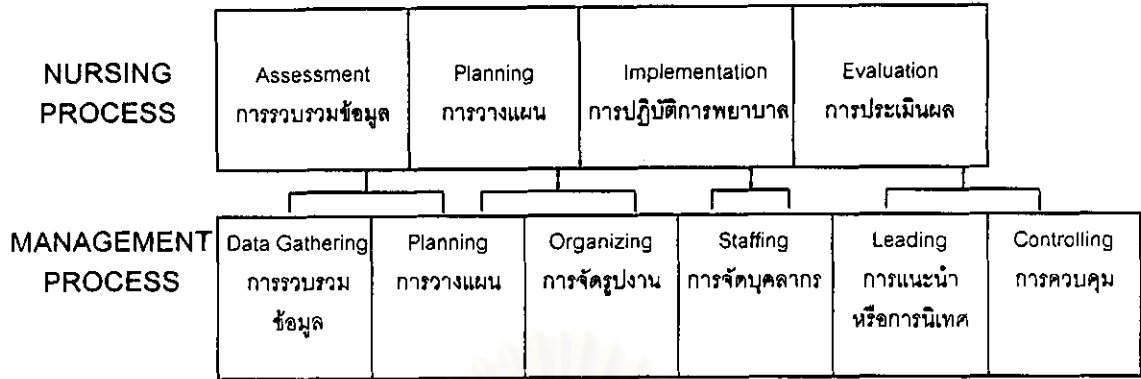 NURSING
PROCESS
Assessment
การรวบรวมข้อมูล
Planning
การวางแผน
Implementation
การปฏิบัติการพยาบาล
Evaluation
การประเมินผล
MANAGEMENT
PROCESS
Data Gathering
การรวบรวม
ข้อมูล
Planning
การวางแผน
Organizing
การจัดรูปงาน
Staffing
การจัดบุคลากร
Leading
การแนะนำ
หรือการนิเทศ
Controlling
การควบคุม